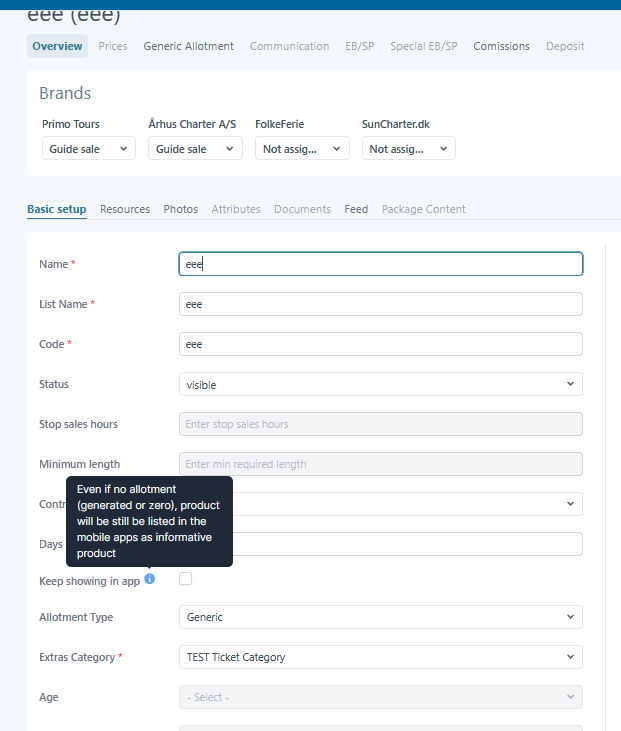 eee (eee)
Overview Prices Generic Allotment Communication EB/SP Special EB/SP Comissions Deposit
Brands
Primo Tours Århus Charter A/S FolkeFerie SunCharter.dk
Guide sale Guide sale Not assig... Not assig...
Basic setup Resources Photos Attributes Documents Feed Package Content
Name * eee
List Name * eee
Code * eee
Status visible
Stop sales hours Enter stop sales hours
Minimum length Enter min required length
Even if no allotment
(generated or zero), product
will be still be listed in the
mobile apps as informative
product
Days
Keep showing in app
Allotment Type Generic
Extras Category * TEST Ticket Category
Age - Select -